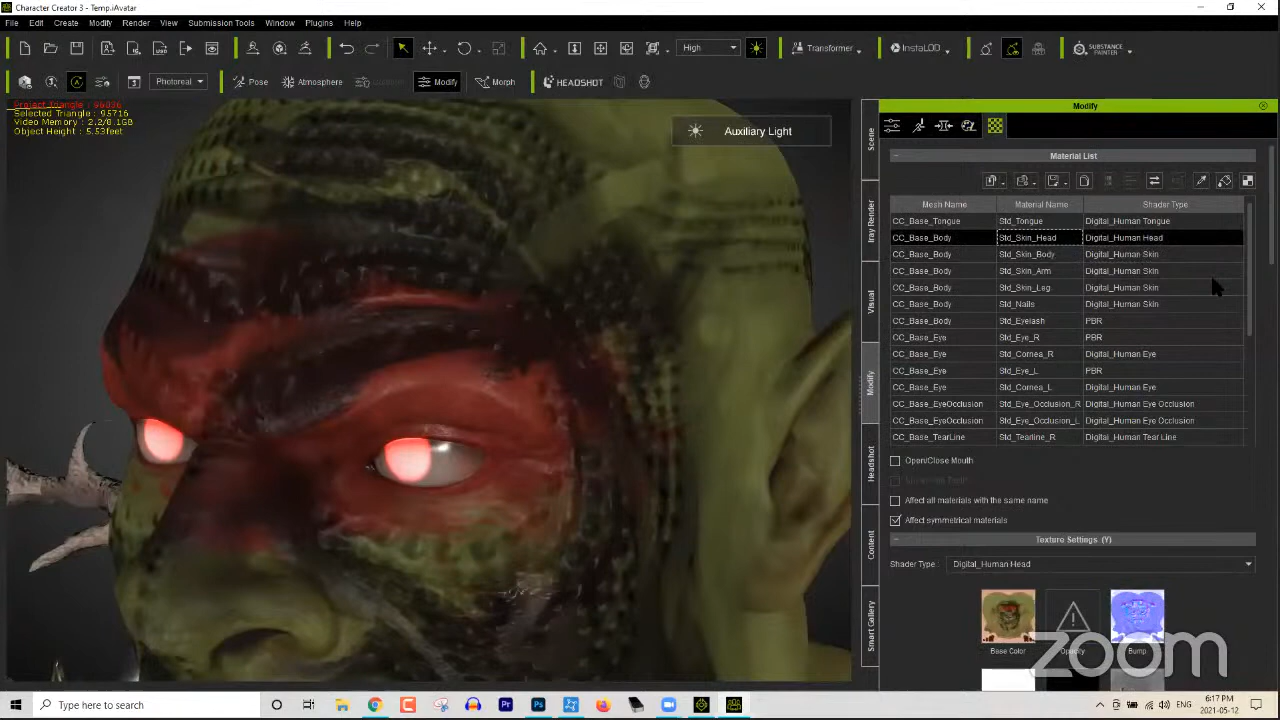 Character Creator 3 - Temp.iAvatar
File Edit Create Modify Render View Submission Tools Window Plugins Help
High Transformer InstaLOD SUBSTANCE PAINTER
Photoreal Pose Atmosphere Modify Morph HEADSHOT
Project Triangle : 96036
Selected Triangle : 95716
Video Memory : 2.2/8.1GB
Object Height : 5.53feet
Auxiliary Light
Scene
Iray Render
Visual
Modify
Headshot
Content
Smart Gallery
Modify
Material List
Mesh Name Material Name Shader Type
CC_Base_Tongue Std_Tongue Digital_Human Tongue
CC_Base_Body Std_Skin_Head Digital_Human Head
CC_Base_Body Std_Skin_Body Digital_Human Skin
CC_Base_Body Std_Skin_Arm Digital_Human Skin
CC_Base_Body Std_Skin_Leg Digital_Human Skin
CC_Base_Body Std_Nails Digital_Human Skin
CC_Base_Body Std_Eyelash PBR
CC_Base_Eye Std_Eye_R PBR
CC_Base_Eye Std_Cornea_R Digital_Human Eye
CC_Base_Eye Std_Eye_L PBR
CC_Base_Eye Std_Cornea_L Digital_Human Eye
CC_Base_EyeOcclusion Std_Eye_Occlusion_R Digital_Human Eye Occlusion
CC_Base_EyeOcclusion Std_Eye_Occlusion_L Digital_Human Eye Occlusion
CC_Base_TearLine Std_Tearline_R Digital_Human Tear Line
Open/Close Mouth
Affect all materials with the same name
Affect symmetrical materials
Texture Settings (Y)
Shader Type : Digital_Human Head
Base Color Opacity Bump
zoom
Type here to search
ENG
6:17 PM
2021-05-12